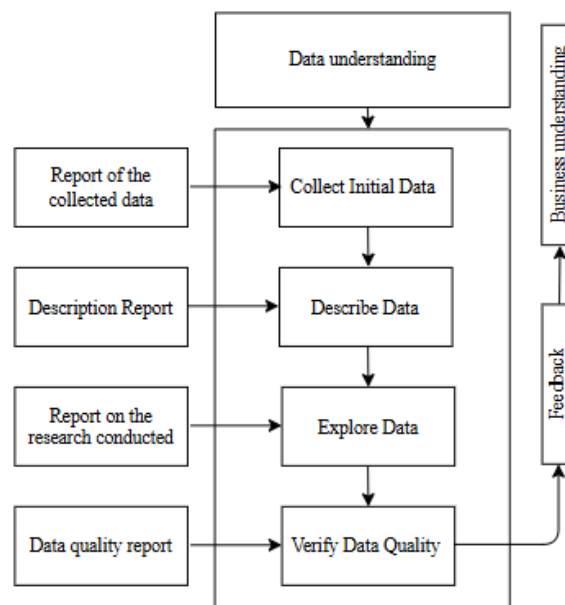 Data understanding
Report of the
collected data
Collect Initial Data
Description Report
Describe Data
Report on the
research conducted
Explore Data
Data quality report
Verify Data Quality
Feedback
Business understanding